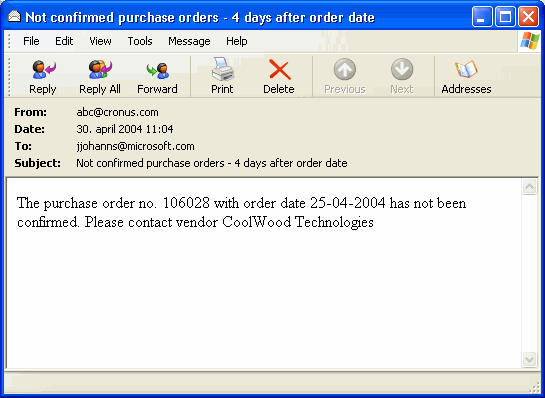 Not confirmed purchase orders - 4 days after order date
File Edit View Tools Message Help
Reply Reply All Forward Print Delete Previous Next Addresses
From: abc@cronus.com
Date: 30. april 2004 11:04
To: jjohanns@microsoft.com
Subject: Not confirmed purchase orders - 4 days after order date
The purchase order no. 106028 with order date 25-04-2004 has not been
confirmed. Please contact vendor CoolWood Technologies